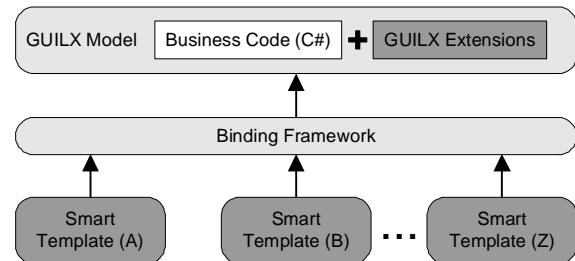 GUILX Model Business Code (C#) + GUILX Extensions
Binding Framework
Smart Template (A)
Smart Template (B)
...
Smart Template (Z)